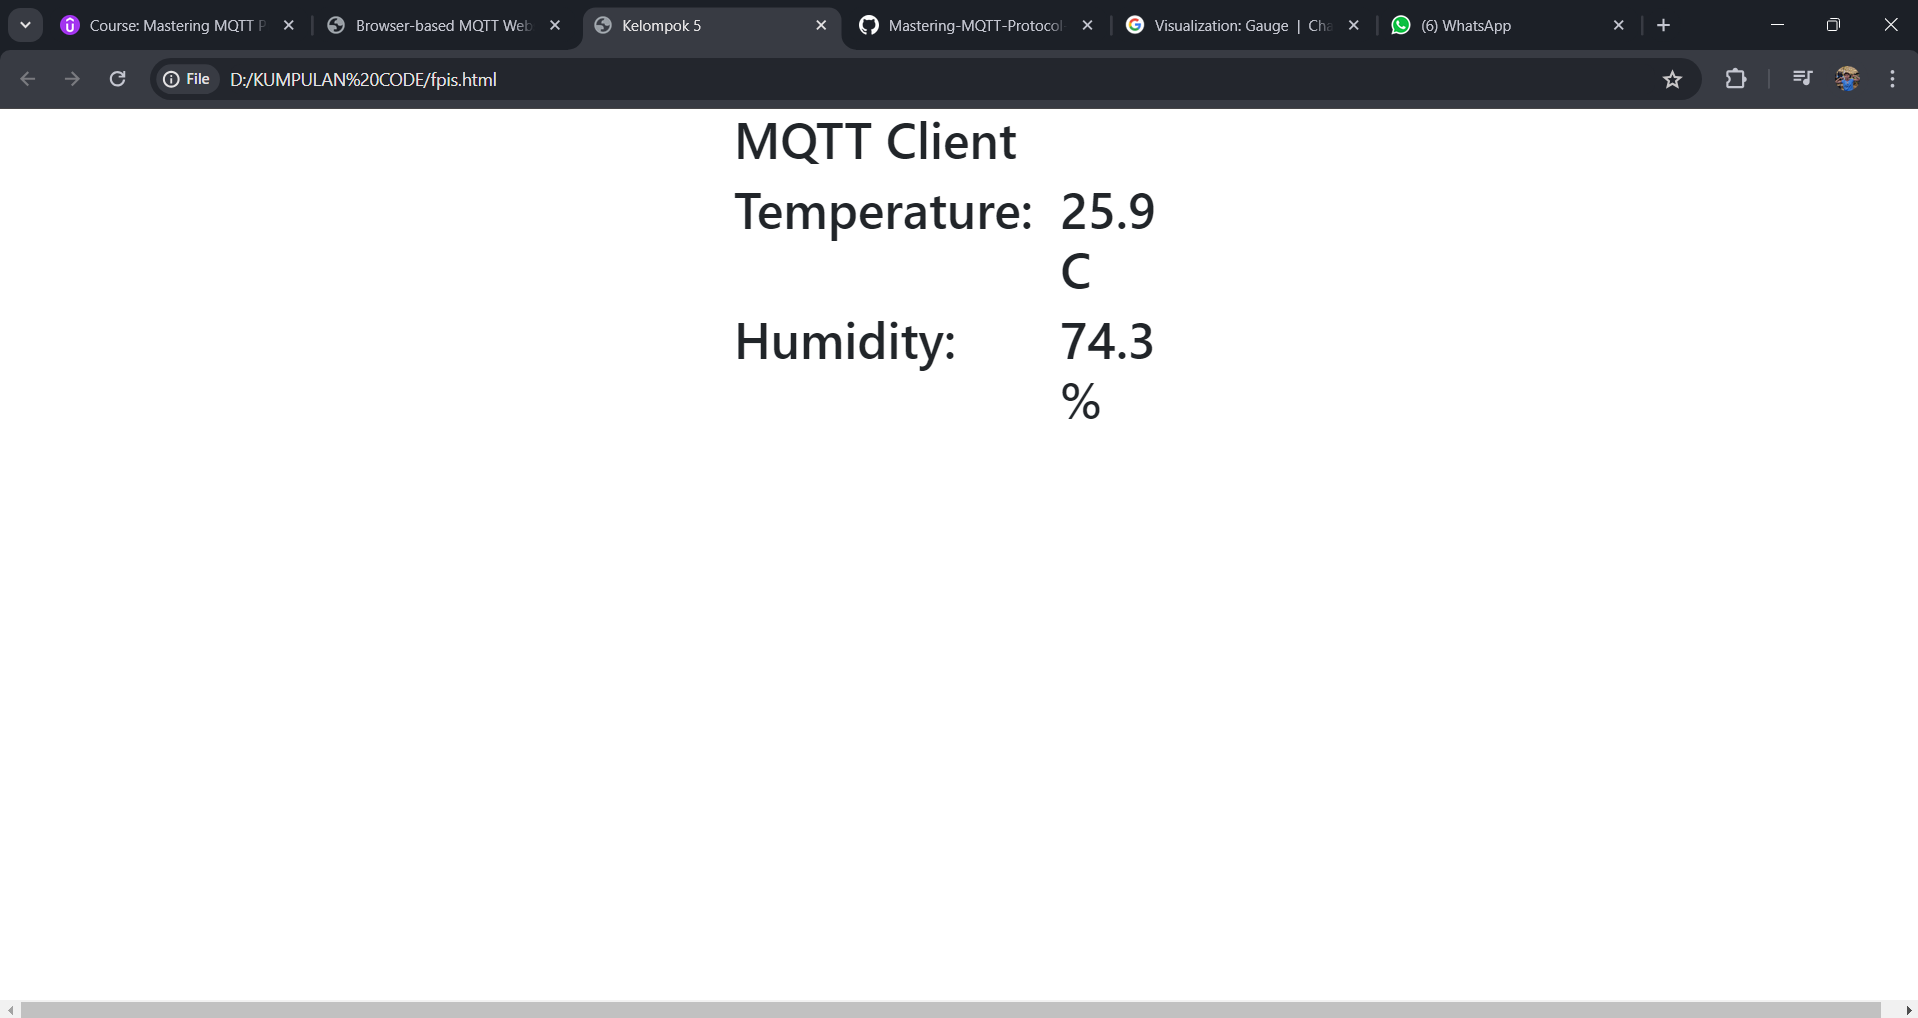 Course: Mastering MQTT P
Browser-based MQTT Web
Kelompok 5
Mastering-MQTT-Protocol-
Visualization: Gauge | Cha
(6) WhatsApp
File
D:/KUMPULAN%20CODE/fpis.html
MQTT Client
Temperature: 25.9
C
Humidity: 74.3
%